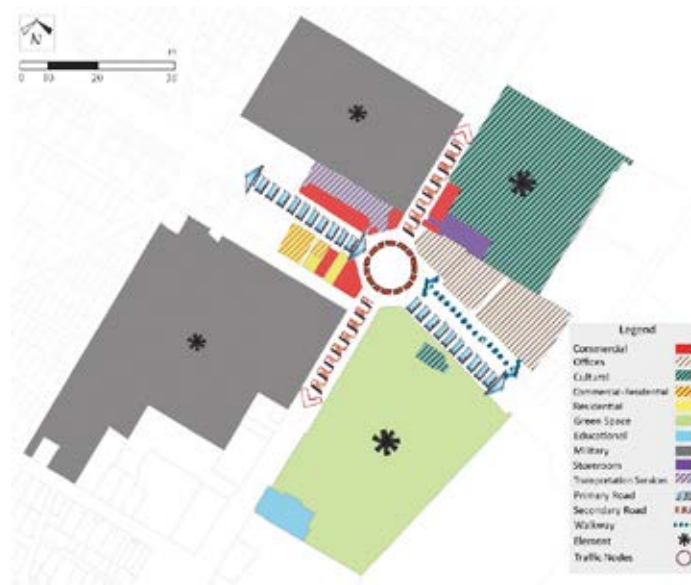 N
0 10 20 30
Legend
Commercial
Offices
Cultural
Commercial-Residential
Residential
Green Space
Educational
Military
Storeroom
Transportation Services
Primary Road
Secondary Road
Walkway
Element
Traffic Nodes